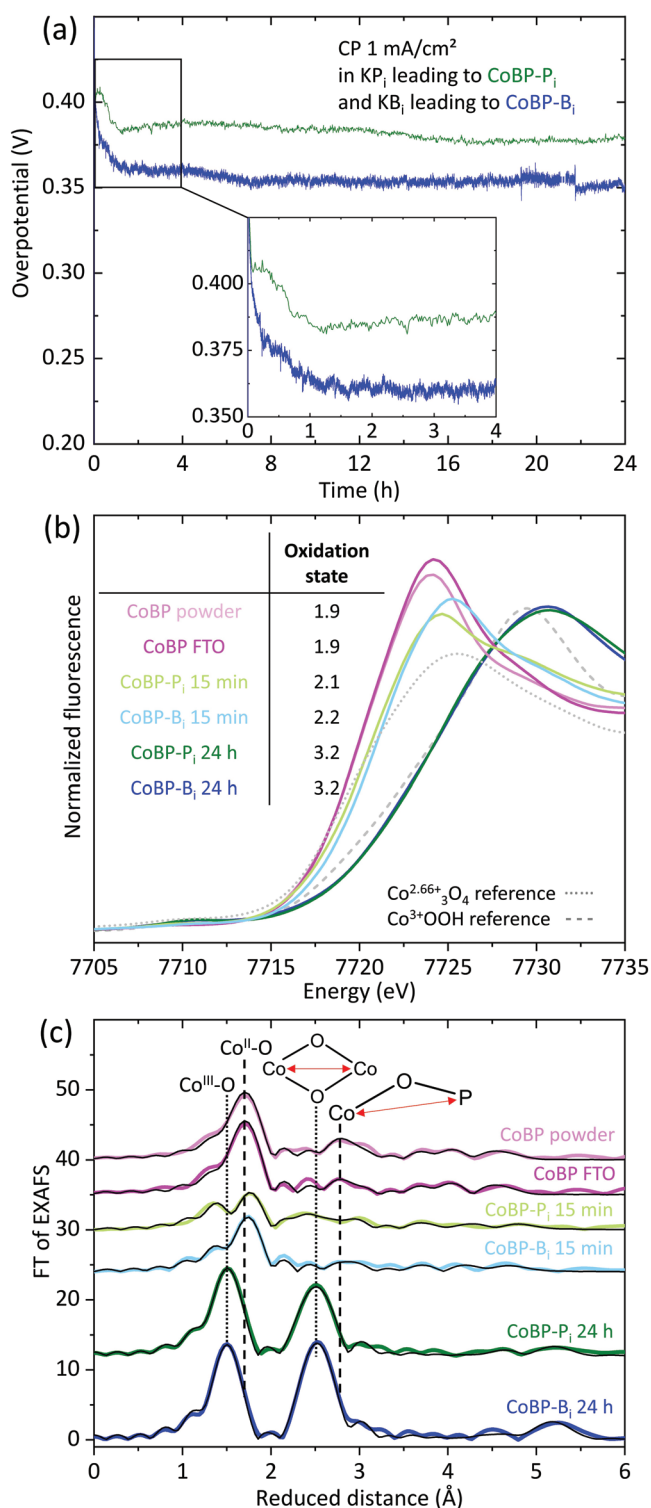 (a)
CP 1 mA/cm²
in KPi leading to CoBP-Pi
and KBi leading to CoBP-Bi
0.40
0.35
0.30
0.25
0.20
Overpotential (V)
0.400
0.375
0.350
0 1 2 3 4
0 4 8 12 16 20 24
Time (h)
(b)
Oxidation
state
CoBP powder 1.9
CoBP FTO 1.9
CoBP-Pi 15 min 2.1
CoBP-Bi 15 min 2.2
CoBP-Pi 24 h 3.2
CoBP-Bi 24 h 3.2
Normalized fluorescence
Co2.66+3O4 reference
Co3+OOH reference
7705 7710 7715 7720 7725 7730 7735
Energy (eV)
(c)
CoII-O
CoIII-O
O
Co Co
O
O
Co P
50
40
30
20
10
0
FT of EXAFS
CoBP powder
CoBP FTO
CoBP-Pi 15 min
CoBP-Bi 15 min
CoBP-Pi 24 h
CoBP-Bi 24 h
0 1 2 3 4 5 6
Reduced distance (Å)